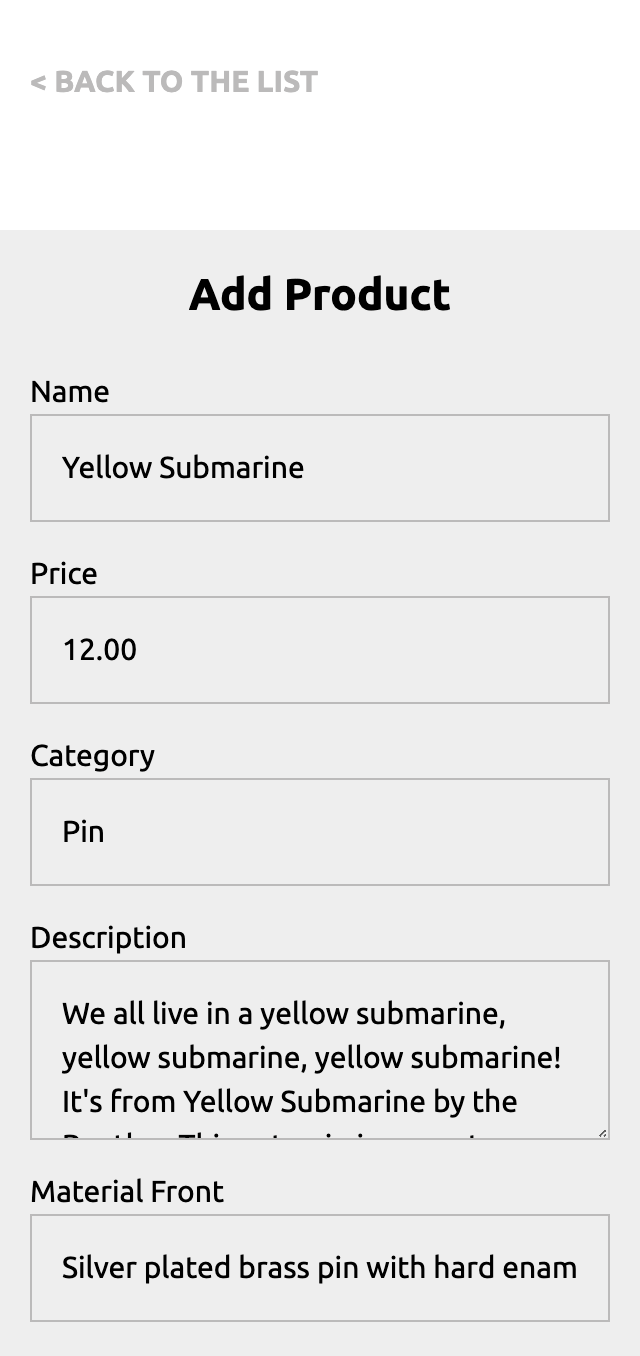 < BACK TO THE LIST
Add Product
Name
Yellow Submarine
Price
12.00
Category
Pin
Description
We all live in a yellow submarine,
yellow submarine, yellow submarine!
It's from Yellow Submarine by the
Material Front
Silver plated brass pin with hard enam